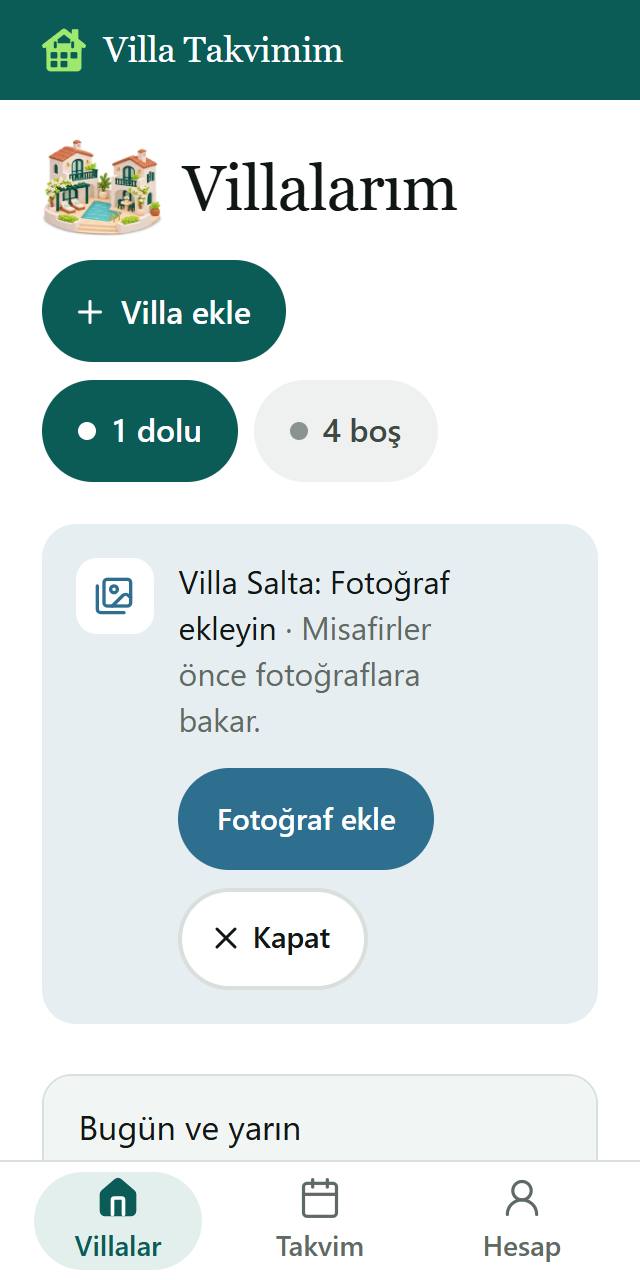 Villa Takvimim
Villalarım
Villa ekle
1 dolu
4 boş
Villa Salta: Fotoğraf
ekleyin · Misafirler
önce fotoğraflara
bakar.
Fotoğraf ekle
Kapat
Bugün ve yarın
Villalar
Takvim
Hesap